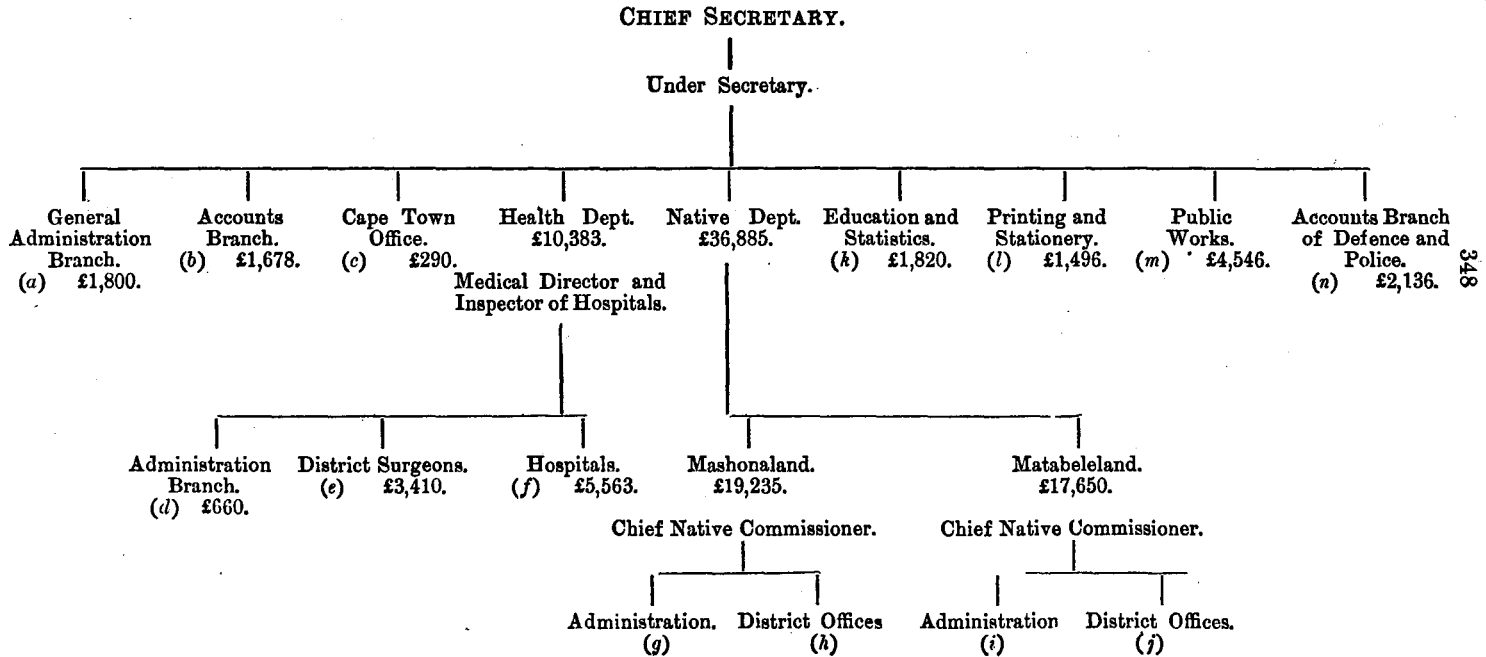 CHIEF SECRETARY.
Under Secretary.
General
Administration
Branch.
(a) £1,800.
Accounts
Branch.
(b) £1,678.
Cape Town
Office.
(c) £290.
Health Dept.
£10,383.
Medical Director and
Inspector of Hospitals.
Native Dept.
£36,885.
Education and
Statistics.
(k) £1,820.
Printing and
Stationery.
(l) £1,496.
Public
Works.
(m) £4,546.
Accounts Branch
of Defence and
Police.
(n) £2,136.
348
Administration
Branch.
(d) £660.
District Surgeons.
(e) £3,410.
Hospitals.
(f) £5,563.
Mashonaland.
£19,235.
Chief Native Commissioner.
Matabeleland.
£17,650.
Chief Native Commissioner.
Administration.
(g)
District Offices
(h)
Administration
(i)
District Offices.
(j)